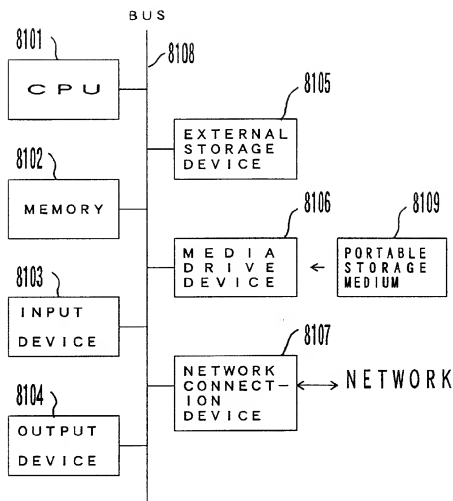 BUS
8101
8108
CPU
8105
EXTERNAL
STORAGE
DEVICE
8102
MEMORY
8106
8109
MEDIA
DRIVE
DEVICE
PORTABLE
STORAGE
MEDIUM
8103
INPUT
DEVICE
8107
NETWORK
CONNECT-
ION
DEVICE
NETWORK
8104
OUTPUT
DEVICE